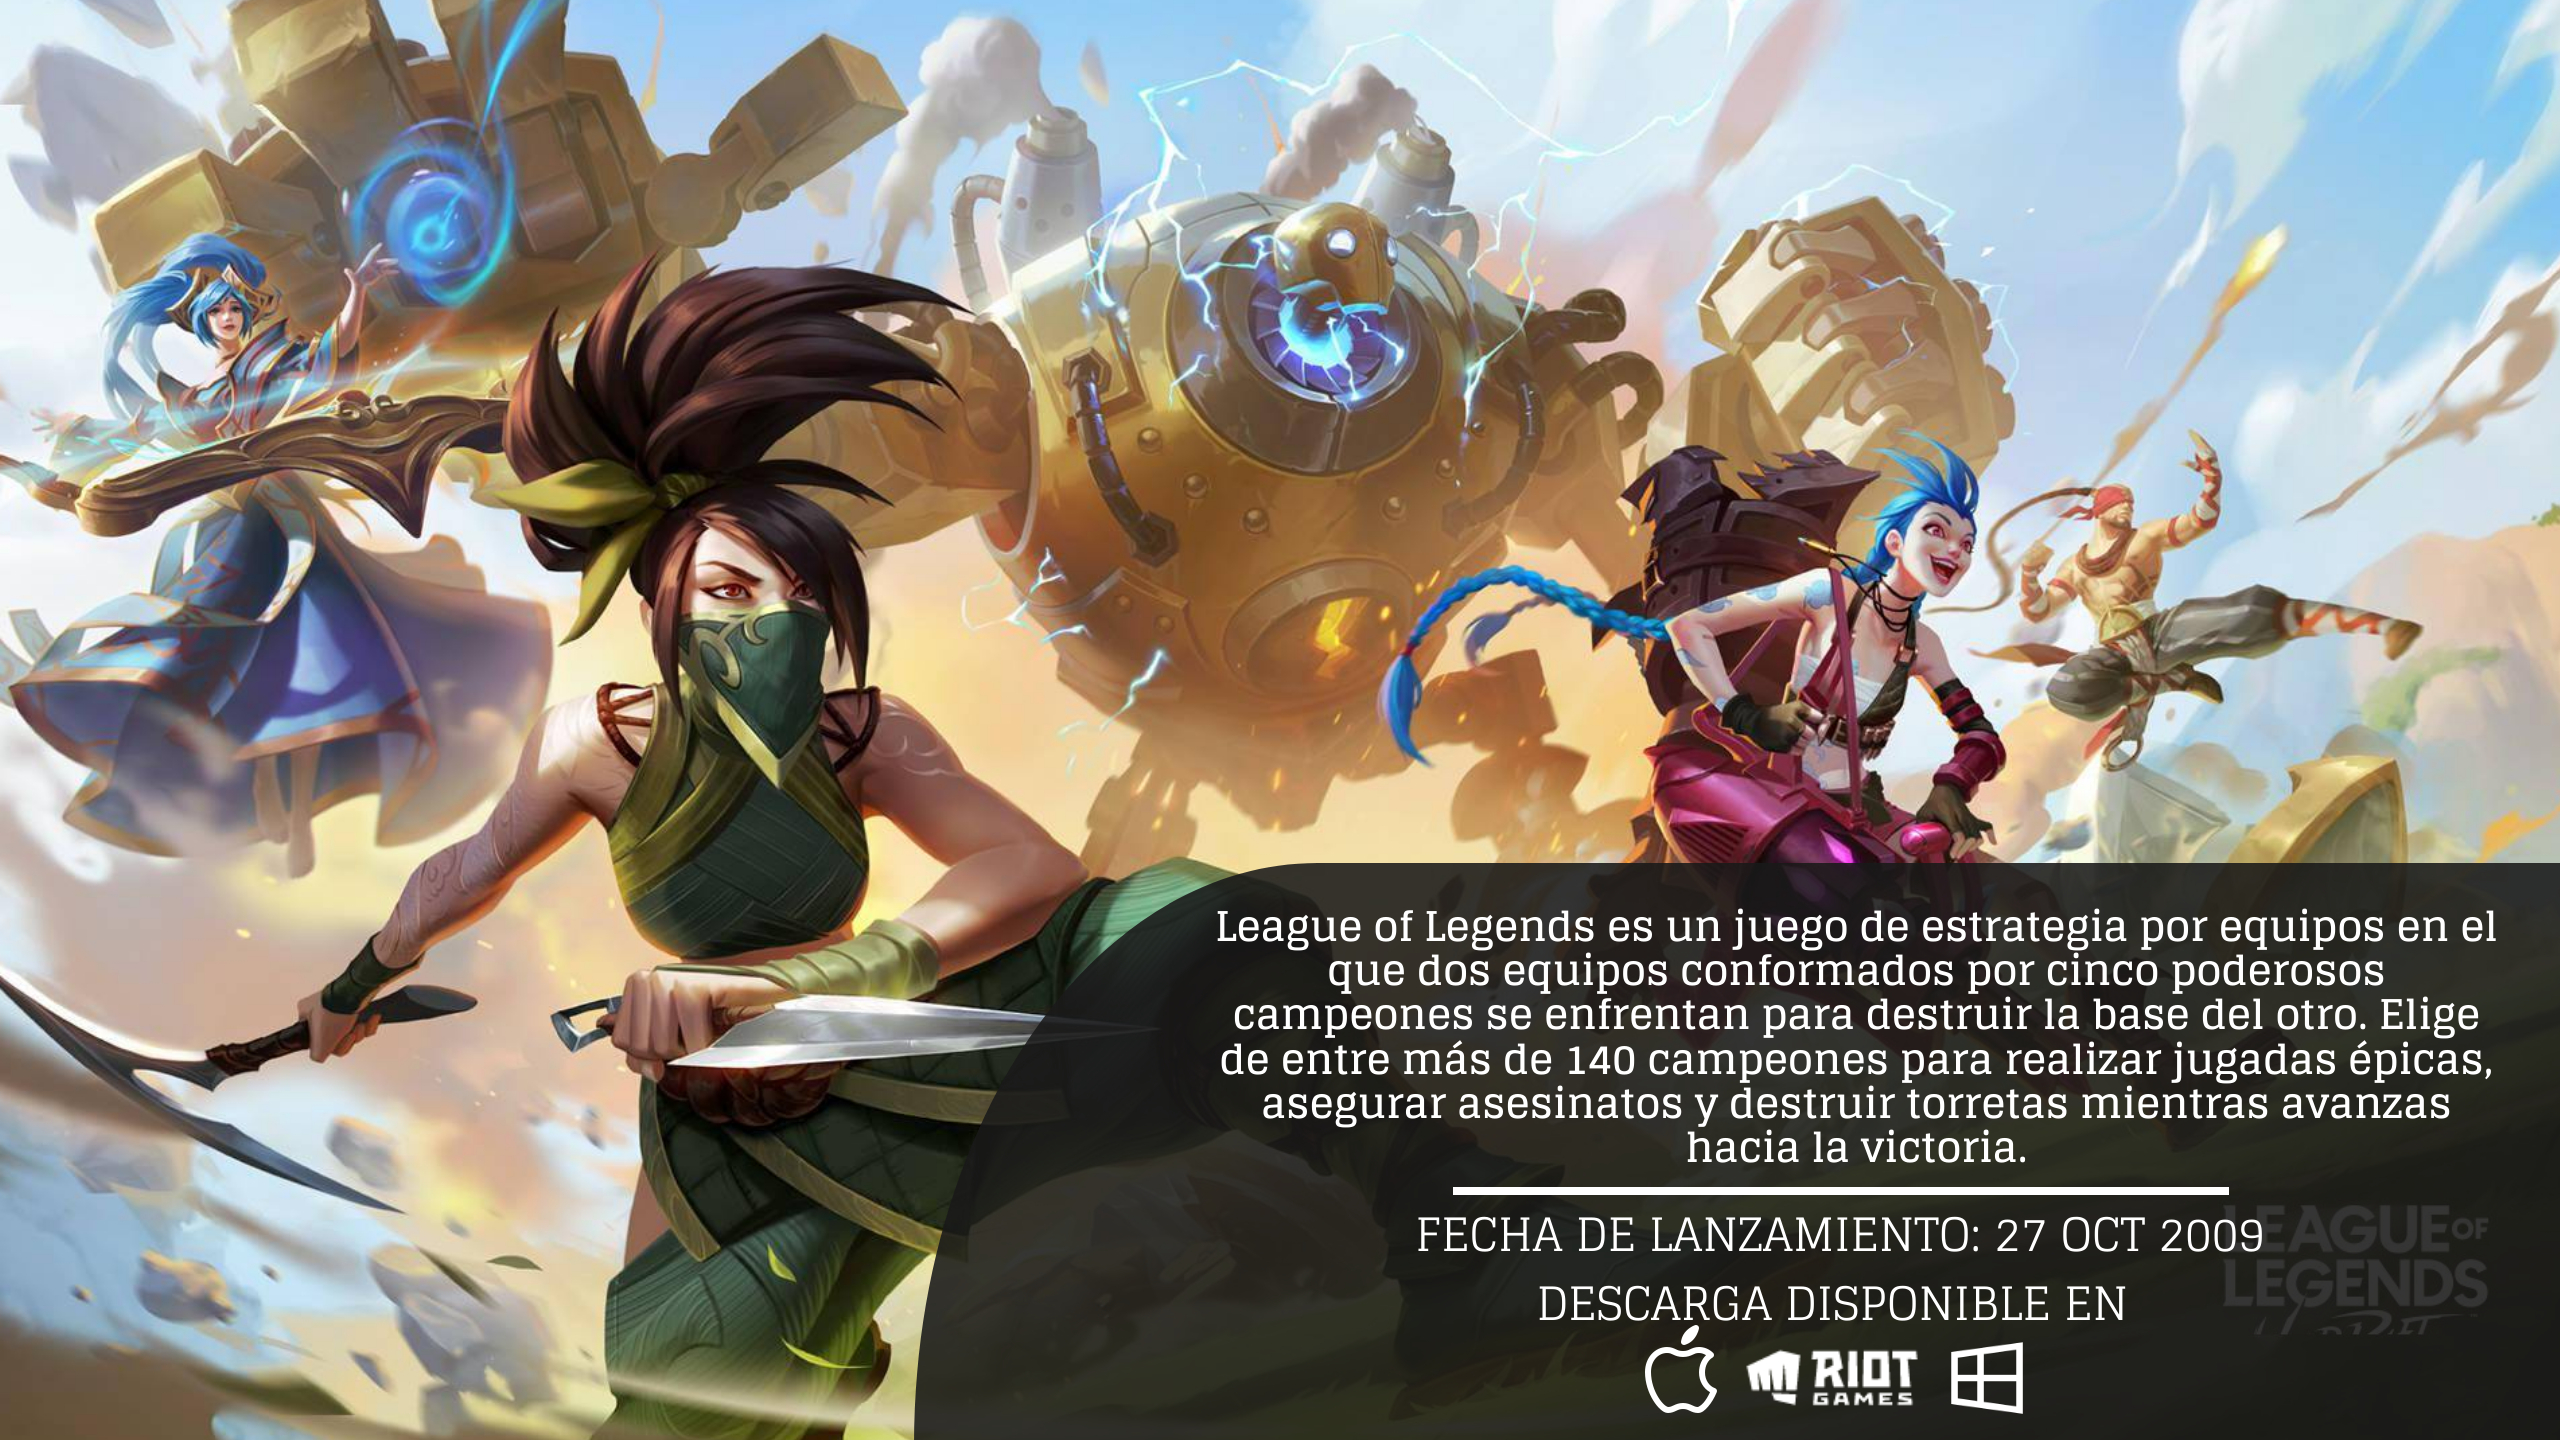 League of Legends es un juego de estrategia por equipos en el
que dos equipos conformados por cinco poderosos
campeones se enfrentan para destruir la base del otro. Elige
de entre más de 140 campeones para realizar jugadas épicas,
asegurar asesinatos y destruir torretas mientras avanzas
hacia la victoria.
FECHA DE LANZAMIENTO: 27 OCT 2009
LEAGUE OF
LEGENDS
DESCARGA DISPONIBLE EN
RIOT
GAMES